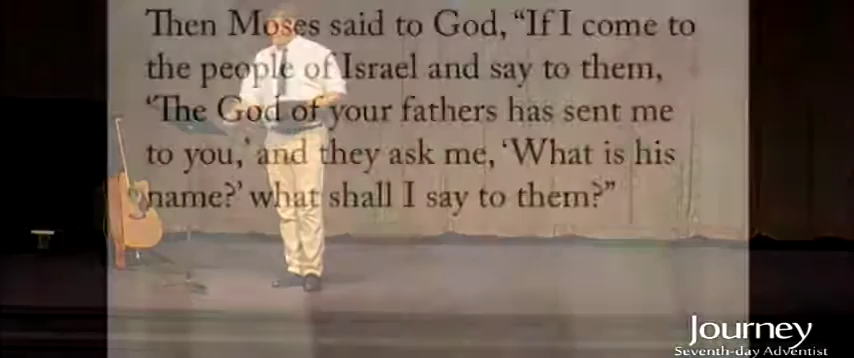 Then Moses said to God, “If I come to
the people of Israel and say to them,
‘The God of your fathers has sent me
to you,’ and they ask me, ‘What is his
name?’ what shall I say to them?”
Journey
Seventh-day Adventist